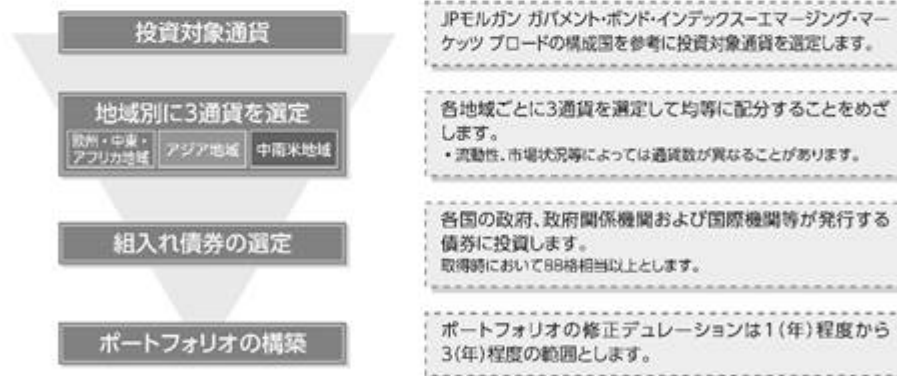 投資対象通貨
JPモルガン ガバメント・ボンド・インデックスーエマージング・マー
ケッツ ブロードの構成国を参考に投資対象通貨を選定します。
地域別に3通貨を選定
欧州・中東・
アフリカ地域
アジア地域
中南米地域
各地域ごとに3通貨を選定して均等に配分することをめざ
します。
・流動性、市場状況等によっては通貨数が異なることがあります。
組入れ債券の選定
各国の政府、政府関係機関および国際機関等が発行する
債券に投資します。
取得時においてBB格相当以上とします。
ポートフォリオの構築
ポートフォリオの修正デュレーションは1(年)程度から
3(年)程度の範囲とします。